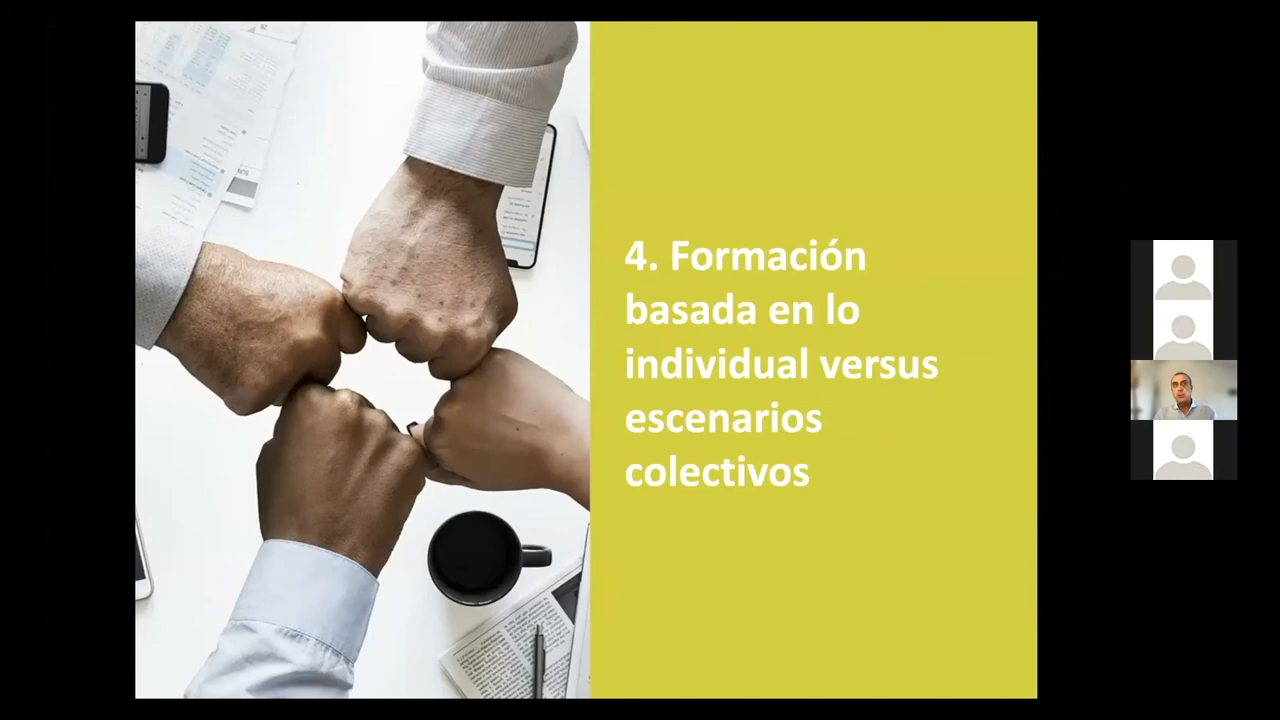 4. Formación
basada en lo
individual versus
escenarios
colectivos